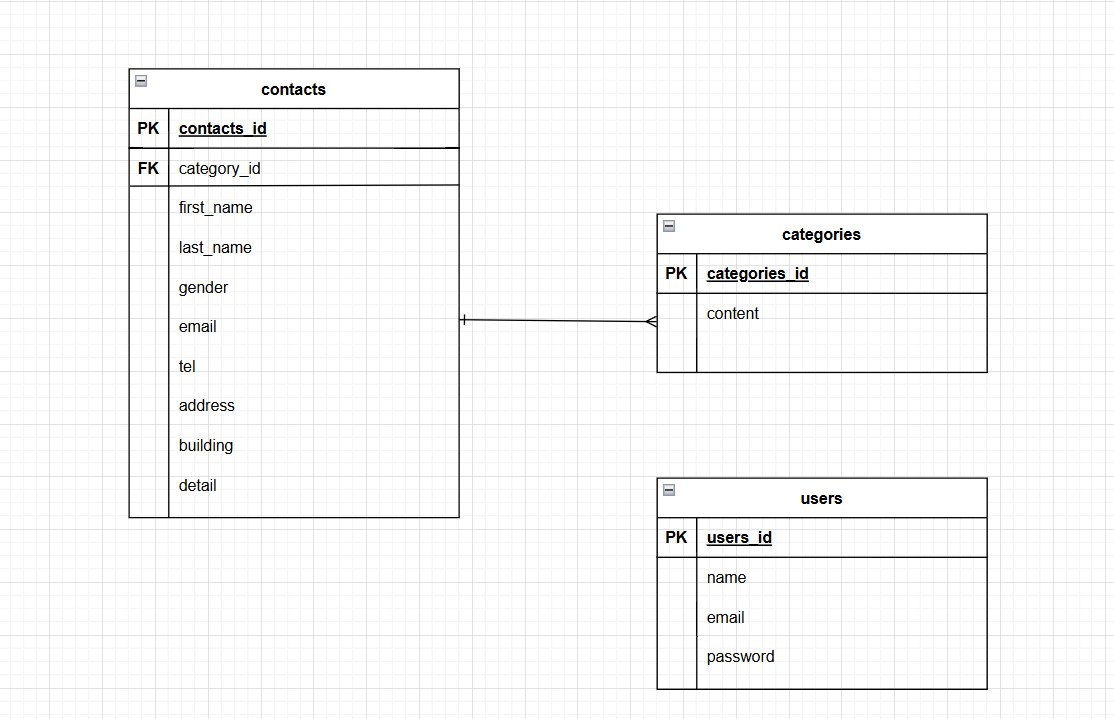 contacts
PK contacts_id
FK category_id
first_name
last_name
gender
email
tel
address
building
detail
categories
PK categories_id
content
users
PK users_id
name
email
password